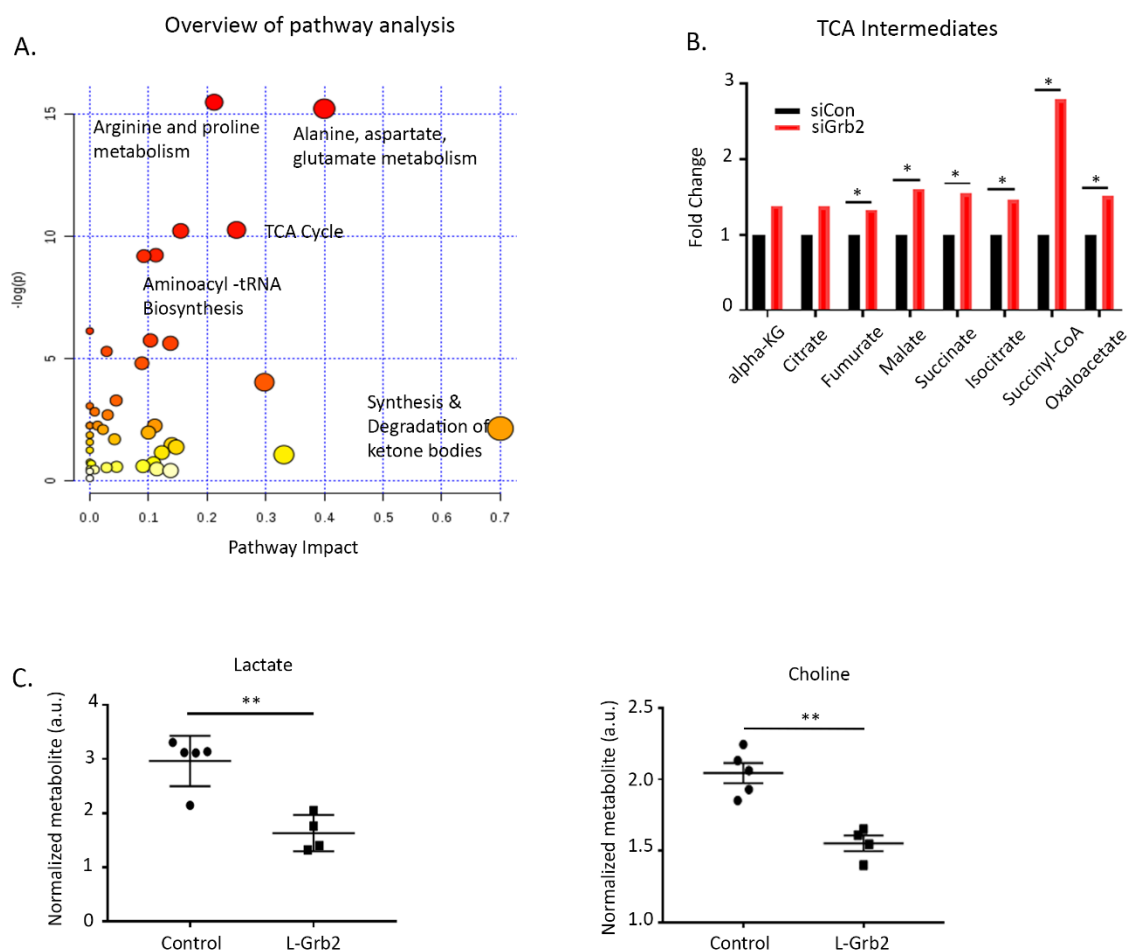 Overview of pathway analysis
A.
15
10
5
0
-log(p)
Arginine and proline
metabolism
Alanine, aspartate,
glutamate metabolism
TCA Cycle
Aminoacyl -tRNA
Biosynthesis
Synthesis &
Degradation of
ketone bodies
0.0 0.1 0.2 0.3 0.4 0.5 0.6 0.7
Pathway Impact
TCA Intermediates
B.
3
2
1
0
Fold Change
siCon
siGrb2
* * * * * *
alpha-KG
Citrate
Fumurate
Malate
Succinate
Isocitrate
Succinyl-CoA
Oxaloacetate
C.
Lactate
**
4
3
2
1
0
Normalized metabolite (a.u.)
Control L-Grb2
Choline
**
2.5
2.0
1.5
1.0
Normalized metabolite (a.u.)
Control L-Grb2